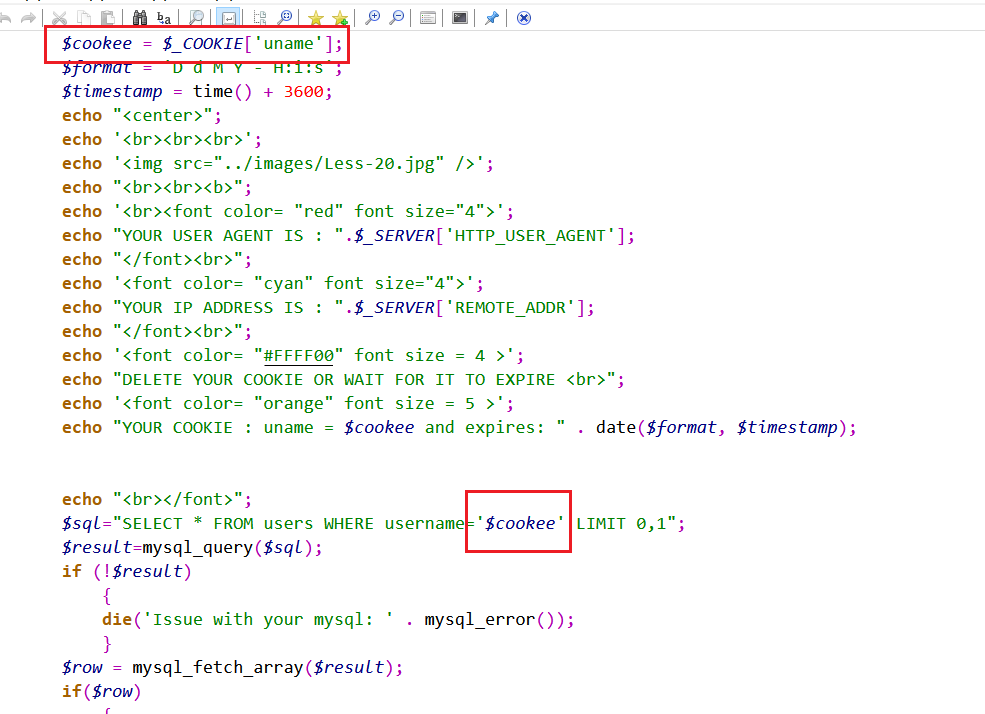 $cookee = $_COOKIE['uname'];
$format = 'D d M Y - H:i:s';
$timestamp = time() + 3600;
echo "<center>";
echo '<br><br><br>';
echo '<img src="../images/Less-20.jpg" />';
echo "<br><br><b>";
echo '<br><font color= "red" font size="4">';
echo "YOUR USER AGENT IS : ".$_SERVER['HTTP_USER_AGENT'];
echo "</font><br>";
echo '<font color= "cyan" font size="4">';
echo "YOUR IP ADDRESS IS : ".$_SERVER['REMOTE_ADDR'];
echo "</font><br>";
echo '<font color= "#FFFF00" font size = 4 >';
echo "DELETE YOUR COOKIE OR WAIT FOR IT TO EXPIRE <br>";
echo '<font color= "orange" font size = 5 >';
echo "YOUR COOKIE : uname = $cookee and expires: " . date($format, $timestamp);
echo "<br></font>";
$sql="SELECT * FROM users WHERE username='$cookee' LIMIT 0,1";
$result=mysql_query($sql);
if (!$result)
{
die('Issue with your mysql: ' . mysql_error());
}
$row = mysql_fetch_array($result);
if($row)
{